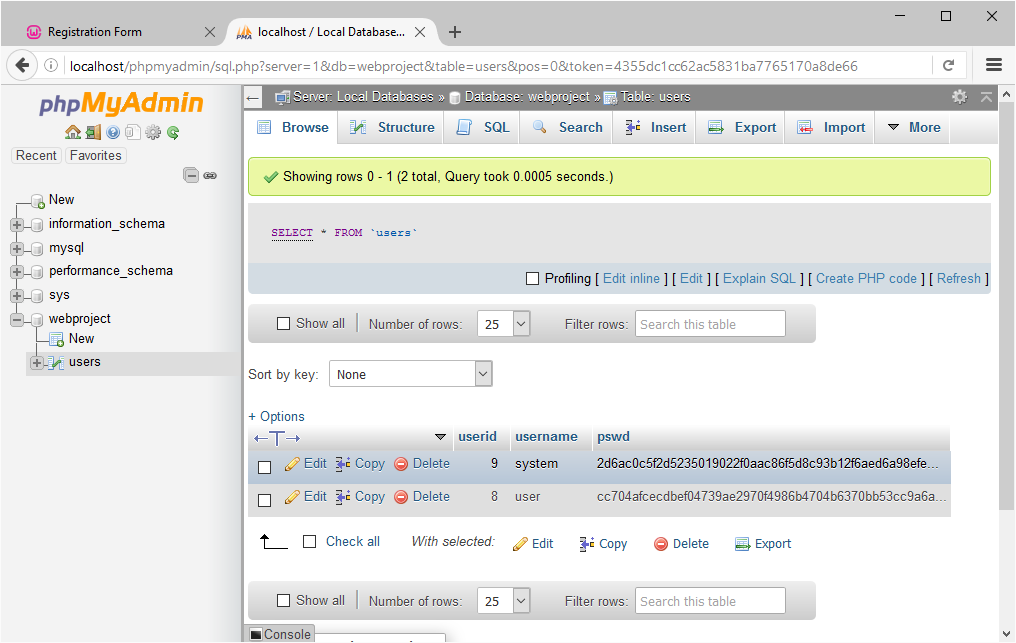 Registration Form
localhost / Local Database...
localhost/phpmyadmin/sql.php?server=1&db=webproject&table=users&pos=0&token=4355dc1cc62ac5831ba7765170a8de66
phpMyAdmin
Recent Favorites
New
information_schema
mysql
performance_schema
sys
webproject
New
users
Server: Local Databases » Database: webproject » Table: users
Browse Structure SQL Search Insert Export Import More
Showing rows 0 - 1 (2 total, Query took 0.0005 seconds.)
SELECT * FROM `users`
Profiling [ Edit inline ] [ Edit ] [ Explain SQL ] [ Create PHP code ] [ Refresh ]
Show all Number of rows: 25 Filter rows: Search this table
Sort by key: None
+ Options
userid username pswd
Edit Copy Delete 9 system 2d6ac0c5f2d5235019022f0aac86f5d8c93b12f6aed6a98efe...
Edit Copy Delete 8 user cc704afcecdbef04739ae2970f4986b4704b6370bb53cc9a6a...
Check all With selected: Edit Copy Delete Export
Show all Number of rows: 25 Filter rows: Search this table
Console